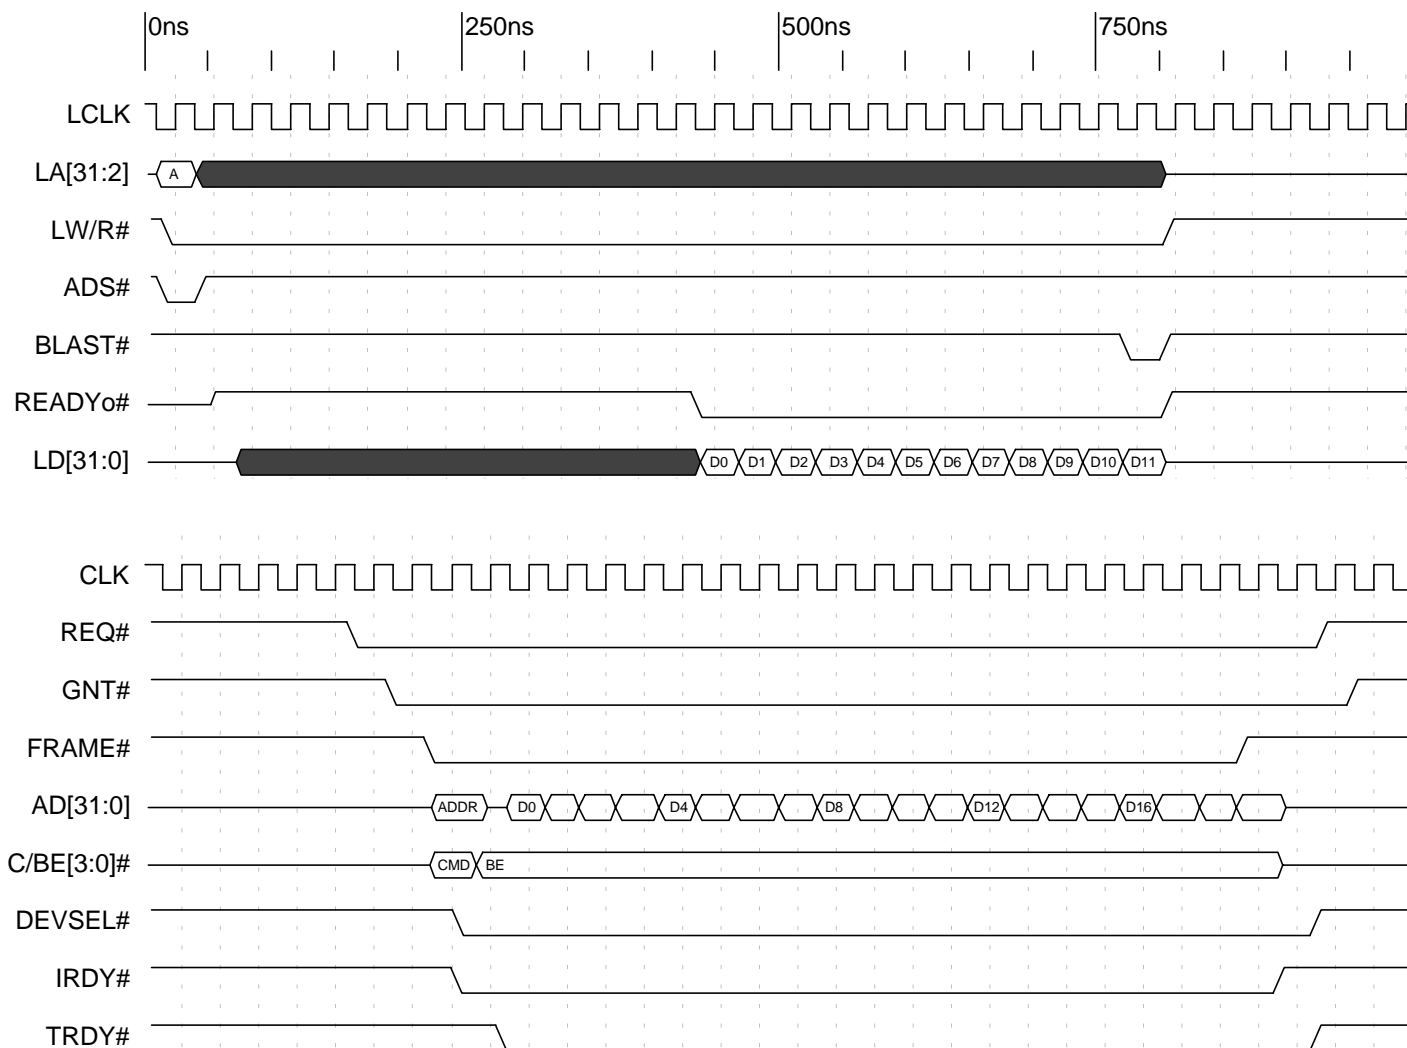 0ns 250ns 500ns 750ns
LCLK
LA[31:2] A
LW/R#
ADS#
BLAST#
READYo#
LD[31:0] D0 D1 D2 D3 D4 D5 D6 D7 D8 D9 D10 D11
CLK
REQ#
GNT#
FRAME#
AD[31:0] ADDR D0 D4 D8 D12 D16
C/BE[3:0]# CMD BE
DEVSEL#
IRDY#
TRDY#